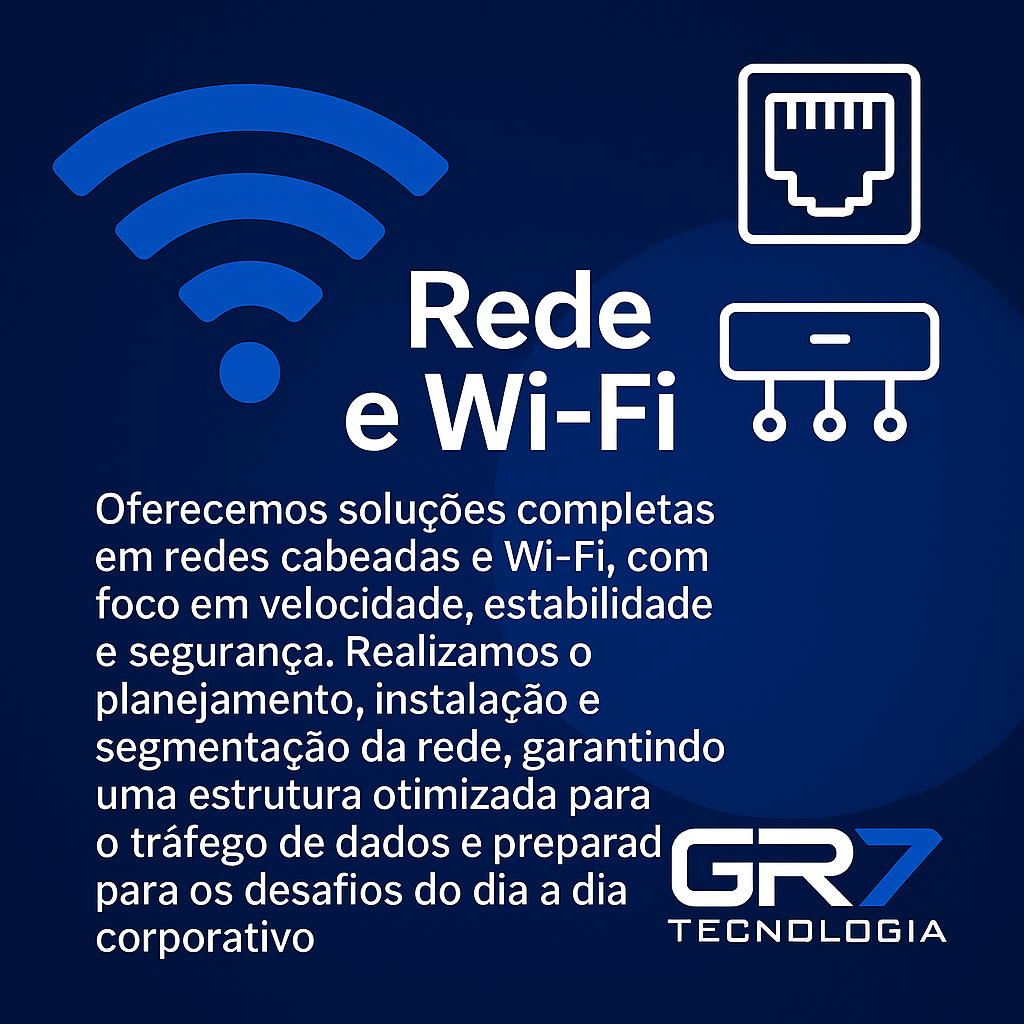 Rede
e Wi-Fi
Oferecemos soluções completas
em redes cabeadas e Wi-Fi, com
foco em velocidade, estabilidade
e segurança. Realizamos o
planejamento, instalação e
segmentação da rede, garantindo
uma estrutura otimizada para
o tráfego de dados e preparad
para os desafios do dia a dia
corporativo
GR7
TECNOLOGIA